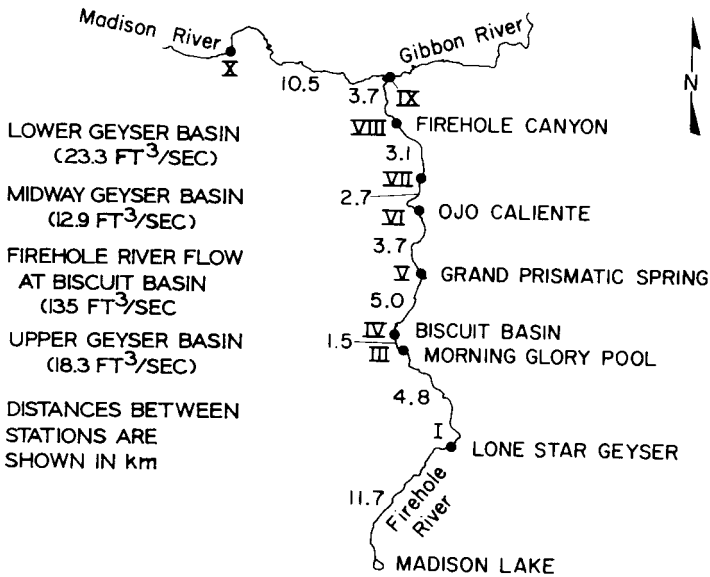 Madison River
Gibbon River
X
10.5
3.7
IX
N
VIII
FIREHOLE CANYON
LOWER GEYSER BASIN
(23.3 FT³/SEC)
3.1
VII
2.7
MIDWAY GEYSER BASIN
(12.9 FT³/SEC)
VI
OJO CALIENTE
3.7
FIREHOLE RIVER FLOW
AT BISCUIT BASIN
(135 FT³/SEC
V
GRAND PRISMATIC SPRING
5.0
IV
BISCUIT BASIN
UPPER GEYSER BASIN
(18.3 FT³/SEC)
1.5
III
MORNING GLORY POOL
4.8
DISTANCES BETWEEN
STATIONS ARE
SHOWN IN km
I
LONE STAR GEYSER
11.7
Firehole
River
MADISON LAKE